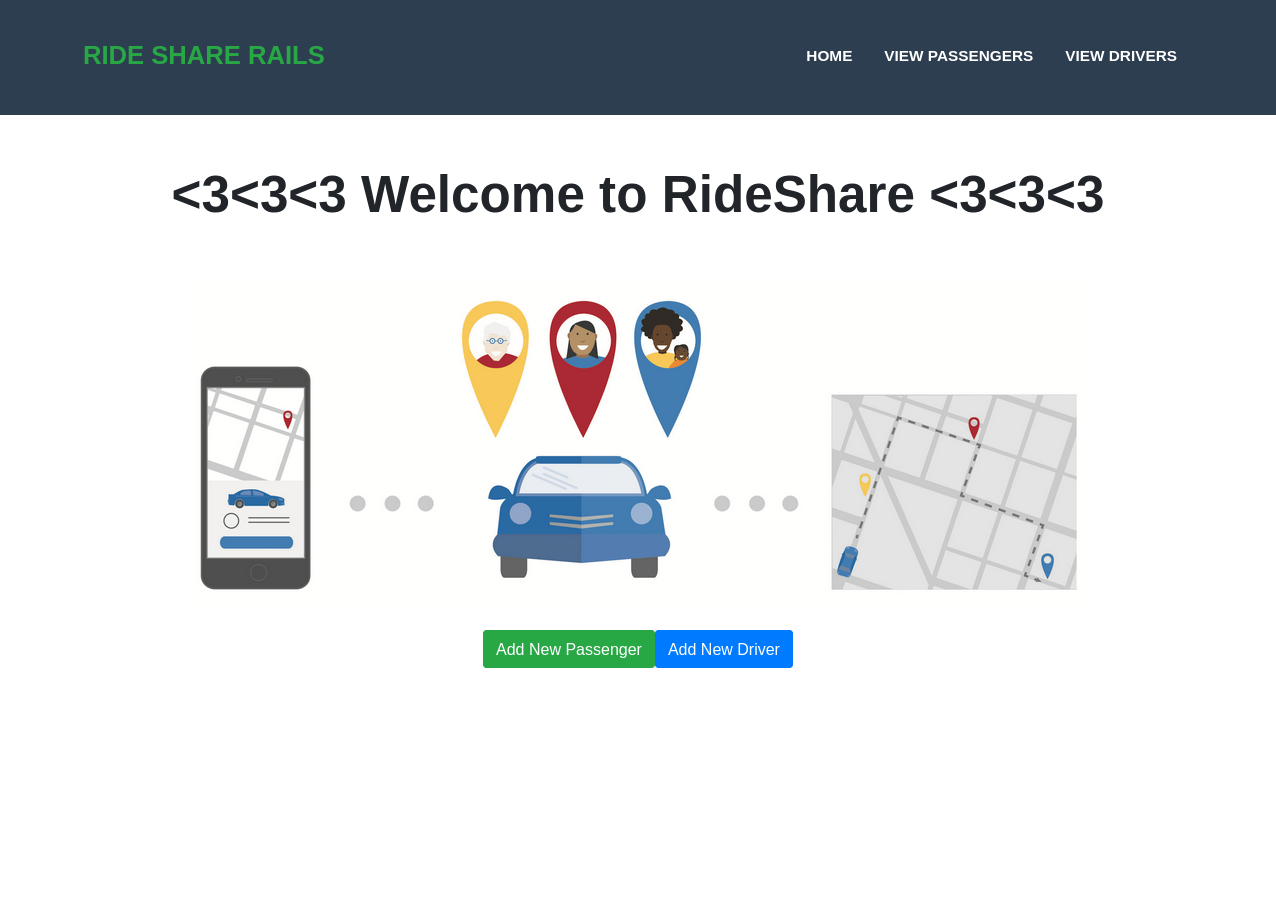 RIDE SHARE RAILS
HOME VIEW PASSENGERS VIEW DRIVERS
<3<3<3 Welcome to RideShare <3<3<3
Add New Passenger Add New Driver